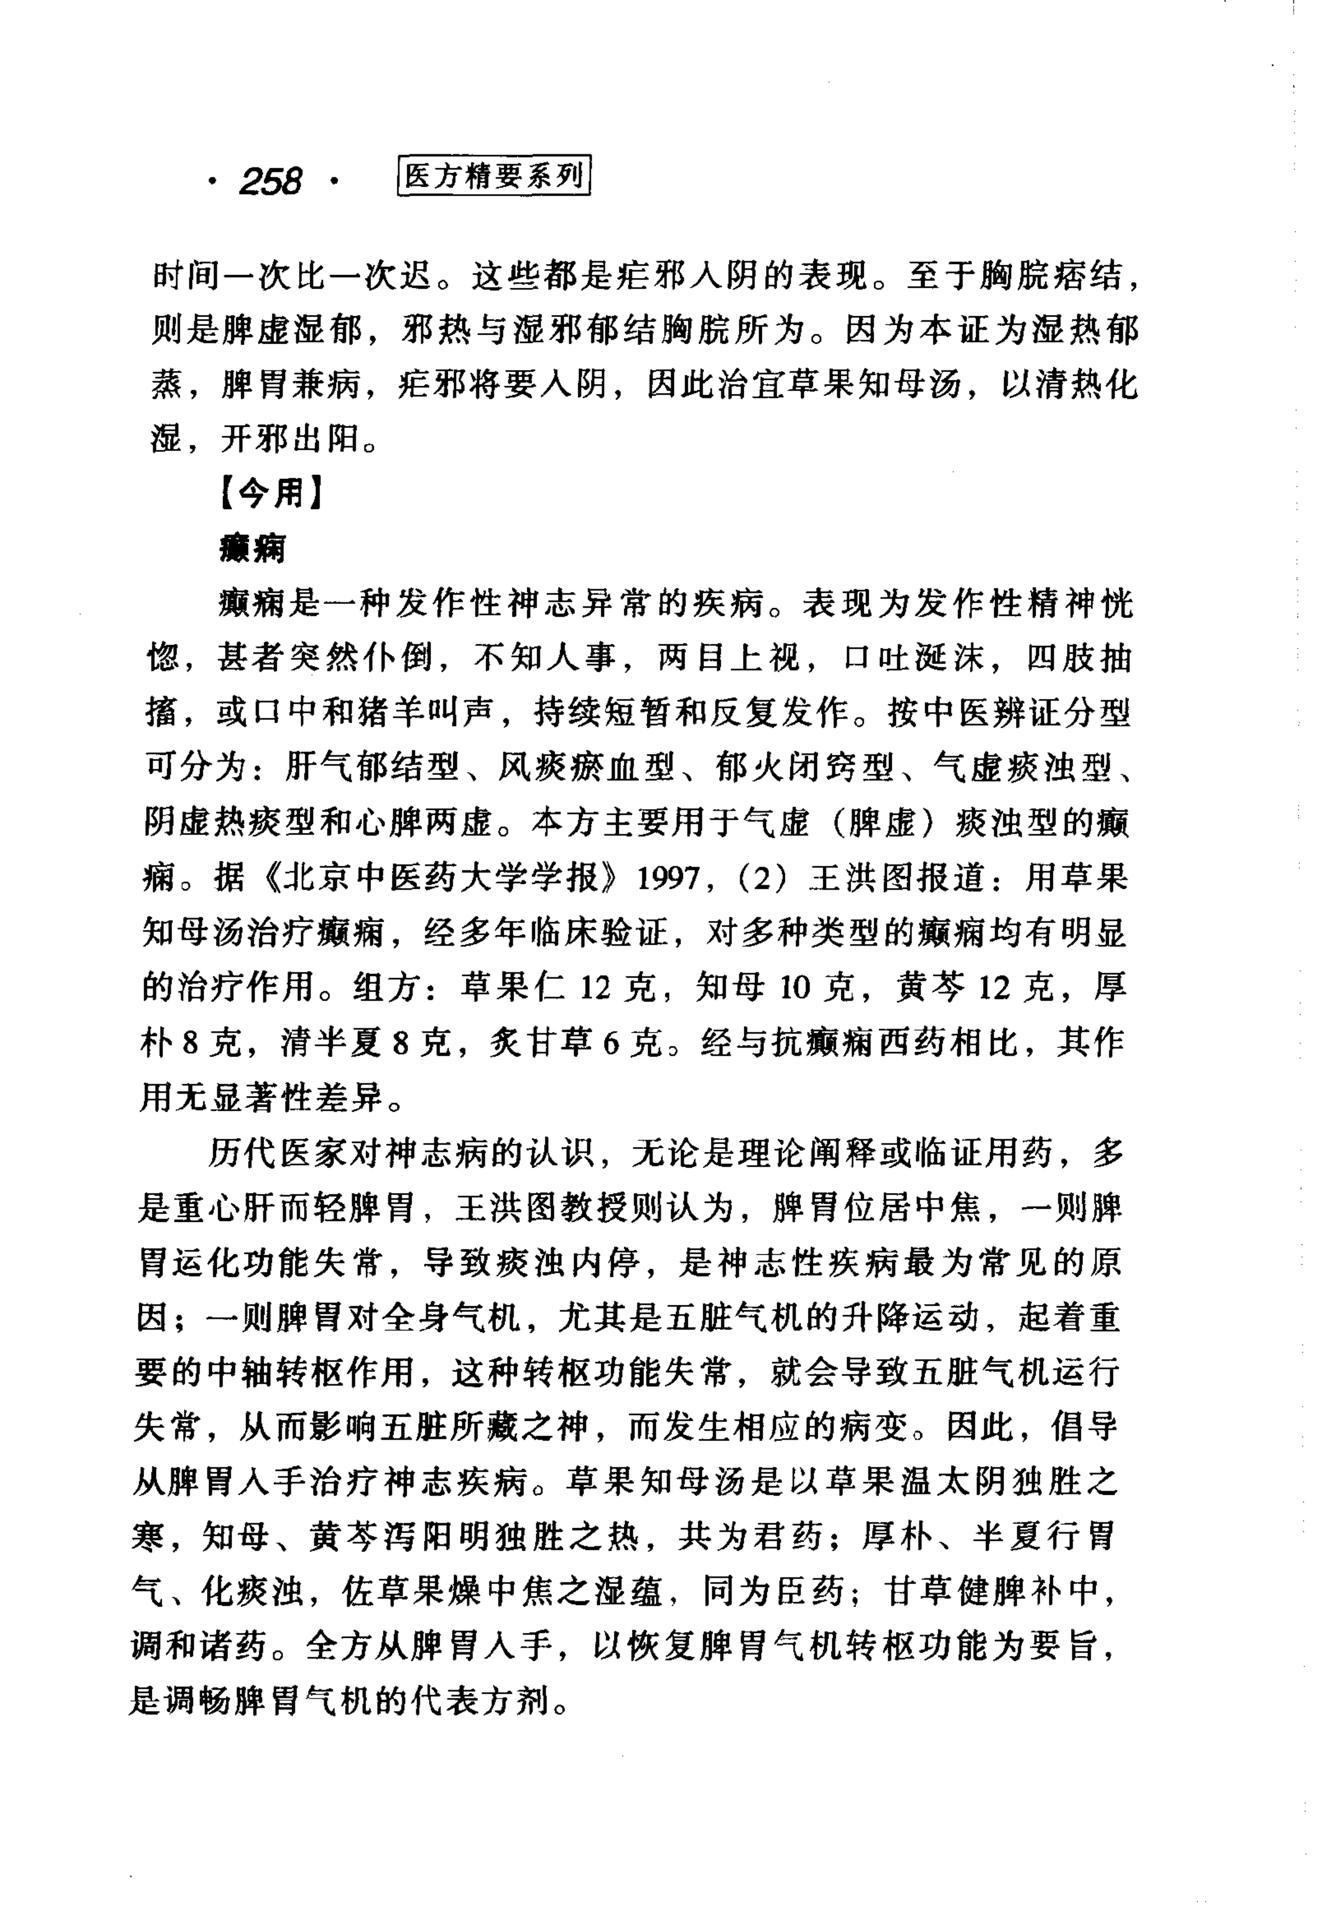 · 258 · 医方精要系列
时间一次比一次迟。这些都是疟邪入阴的表现。至于胸脘痞结，
则是脾虚湿郁，邪热与湿邪郁结胸脘所为。因为本证为湿热郁
蒸，脾胃兼病，疟邪将要入阴，因此治宜草果知母汤，以清热化
湿，开邪出阳。
【今用】
癫痫
癫痫是一种发作性神志异常的疾病。表现为发作性精神恍
惚，甚者突然仆倒，不知人事，两目上视，口吐涎沫，四肢抽
搐，或口中和猪羊叫声，持续短暂和反复发作。按中医辨证分型
可分为：肝气郁结型、风痰瘀血型、郁火闭窍型、气虚痰浊型、
阴虚热痰型和心脾两虚。本方主要用于气虚（脾虚）痰浊型的癫
痫。据《北京中医药大学学报》1997，（2）王洪图报道：用草果
知母汤治疗癫痫，经多年临床验证，对多种类型的癫痫均有明显
的治疗作用。组方：草果仁 12 克，知母 10 克，黄芩 12 克，厚
朴 8 克，清半夏 8 克，炙甘草 6 克。经与抗癫痫西药相比，其作
用无显著性差异。
历代医家对神志病的认识，无论是理论阐释或临证用药，多
是重心肝而轻脾胃，王洪图教授则认为，脾胃位居中焦，一则脾
胃运化功能失常，导致痰浊内停，是神志性疾病最为常见的原
因；一则脾胃对全身气机，尤其是五脏气机的升降运动，起着重
要的中轴转枢作用，这种转枢功能失常，就会导致五脏气机运行
失常，从而影响五脏所藏之神，而发生相应的病变。因此，倡导
从脾胃入手治疗神志疾病。草果知母汤是以草果温太阴独胜之
寒，知母、黄芩泻阳明独胜之热，共为君药；厚朴、半夏行胃
气、化痰浊，佐草果燥中焦之湿蕴，同为臣药；甘草健脾补中，
调和诸药。全方从脾胃入手，以恢复脾胃气机转枢功能为要旨，
是调畅脾胃气机的代表方剂。